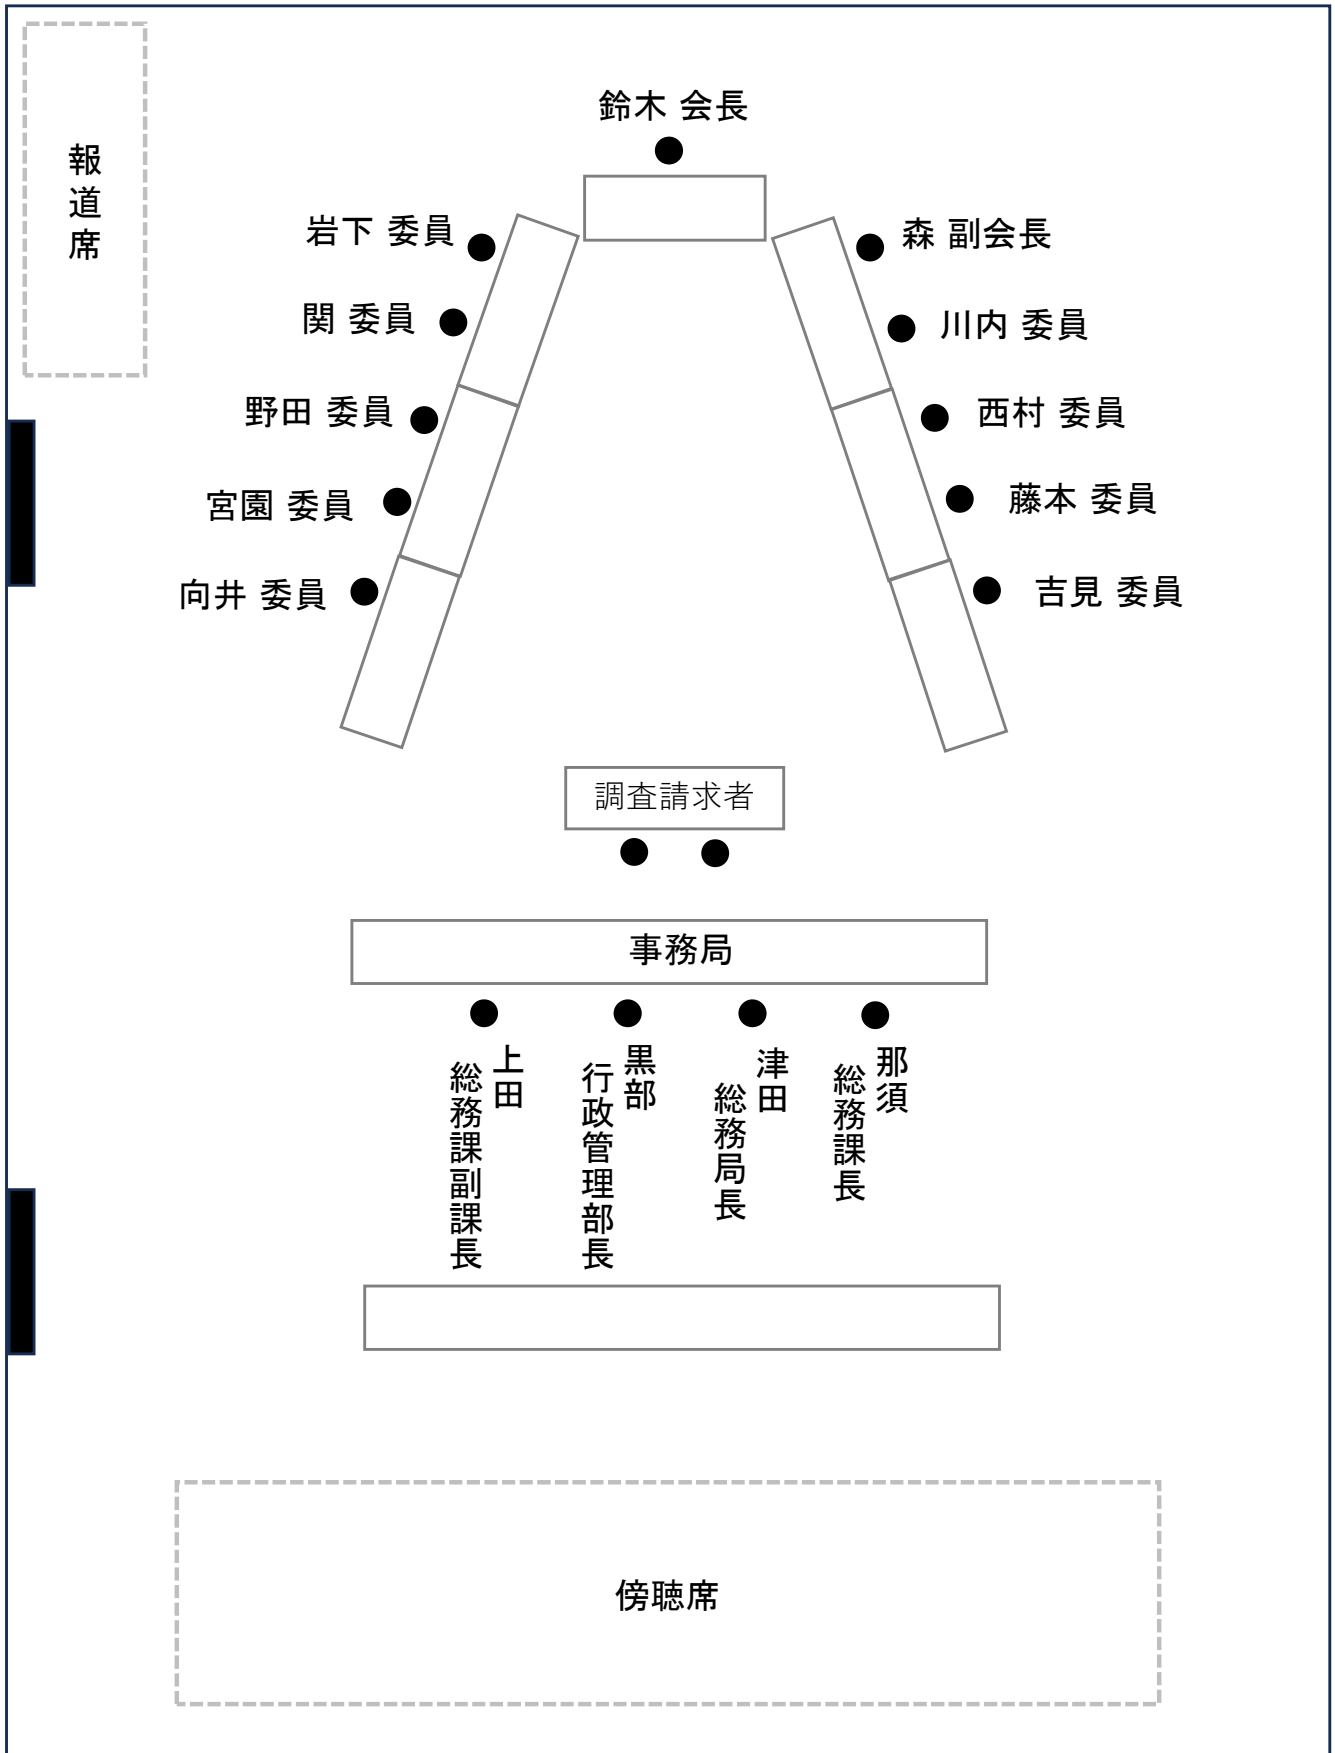 報道席
鈴木 会長
岩下 委員
森 副会長
関 委員
川内 委員
野田 委員
西村 委員
宮園 委員
藤本 委員
向井 委員
吉見 委員
調査請求者
事務局
上田
総務課副課長
黒部
行政管理部長
津田
総務局長
那須
総務課長
傍聴席